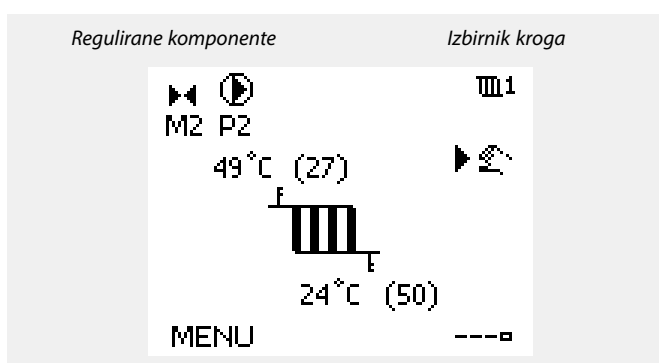 Regulirane komponente Izbirnik kroga
1
M2 P2
49°C (27)
24°C (50)
MENU ---